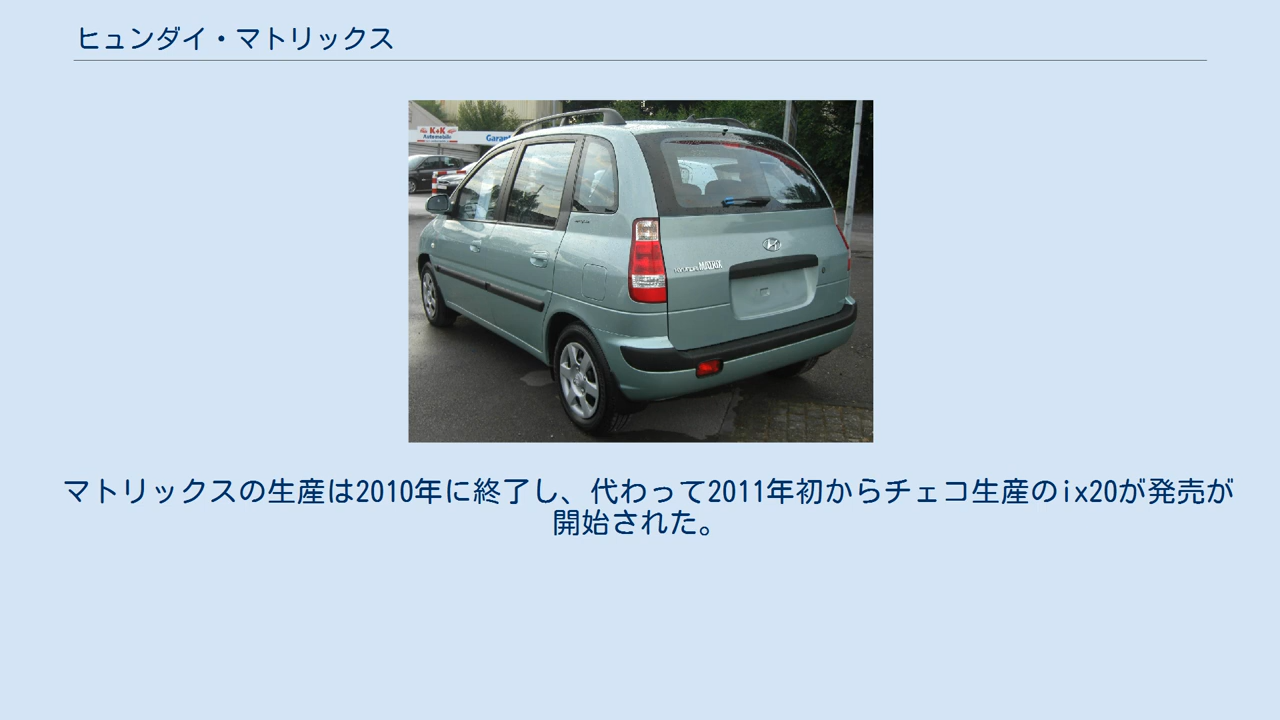 ヒュンダイ・マトリックス
K&K
Automobile
Garant
MATRIX
マトリックスの生産は2010年に終了し、代わって2011年初からチェコ生産のix20が発売が
開始された。